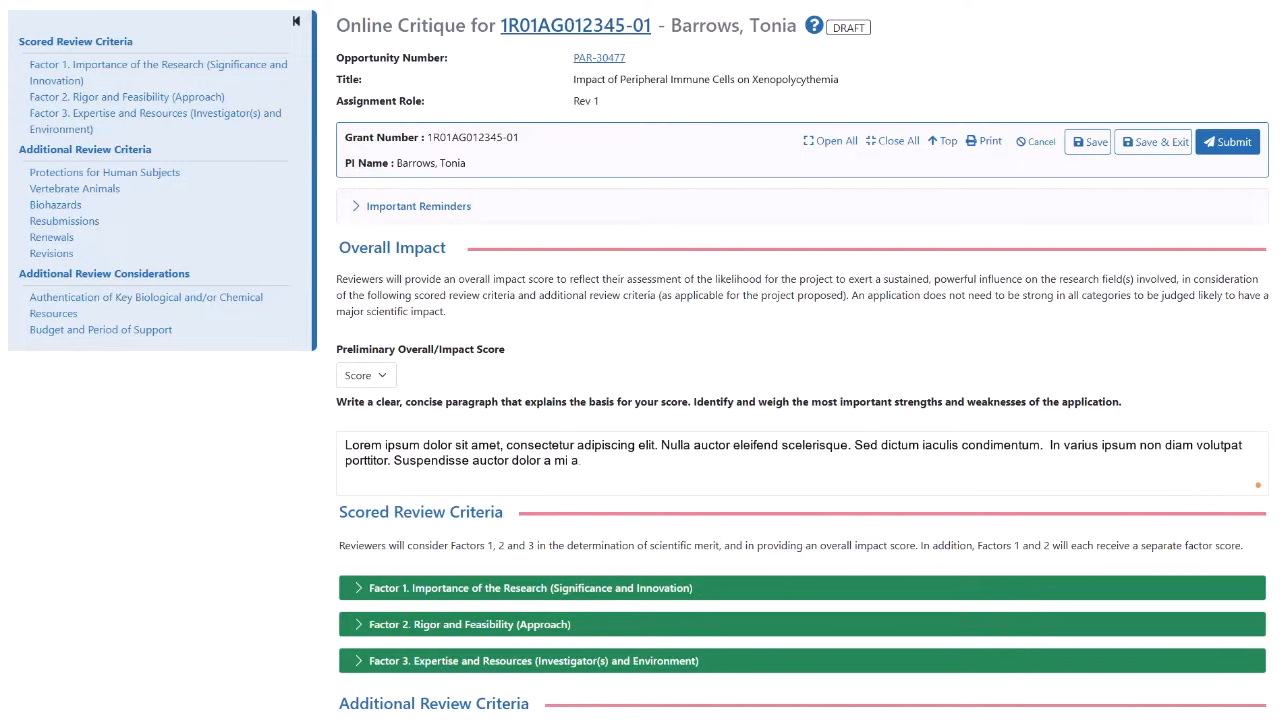 Scored Review Criteria
Factor 1. Importance of the Research (Significance and
Innovation)
Factor 2. Rigor and Feasibility (Approach)
Factor 3. Expertise and Resources (Investigator(s) and
Environment)
Additional Review Criteria
Protections for Human Subjects
Vertebrate Animals
Biohazards
Resubmissions
Renewals
Revisions
Additional Review Considerations
Authentication of Key Biological and/or Chemical
Resources
Budget and Period of Support
Online Critique for 1R01AG012345-01 - Barrows, Tonia ? DRAFT
Opportunity Number: PAR-30477
Title: Impact of Peripheral Immune Cells on Xenopolycythemia
Assignment Role: Rev 1
Grant Number : 1R01AG012345-01
PI Name : Barrows, Tonia
Open All Close All Top Print Cancel Save Save & Exit Submit
Important Reminders
Overall Impact
Reviewers will provide an overall impact score to reflect their assessment of the likelihood for the project to exert a sustained, powerful influence on the research field(s) involved, in consideration
of the following scored review criteria and additional review criteria (as applicable for the project proposed). An application does not need to be strong in all categories to be judged likely to have a
major scientific impact.
Preliminary Overall/Impact Score
Score
Write a clear, concise paragraph that explains the basis for your score. Identify and weigh the most important strengths and weaknesses of the application.
Lorem ipsum dolor sit amet, consectetur adipiscing elit. Nulla auctor eleifend scelerisque. Sed dictum iaculis condimentum. In varius ipsum non diam volutpat
porttitor. Suspendisse auctor dolor a mi a
Scored Review Criteria
Reviewers will consider Factors 1, 2 and 3 in the determination of scientific merit, and in providing an overall impact score. In addition, Factors 1 and 2 will each receive a separate factor score.
Factor 1. Importance of the Research (Significance and Innovation)
Factor 2. Rigor and Feasibility (Approach)
Factor 3. Expertise and Resources (Investigator(s) and Environment)
Additional Review Criteria